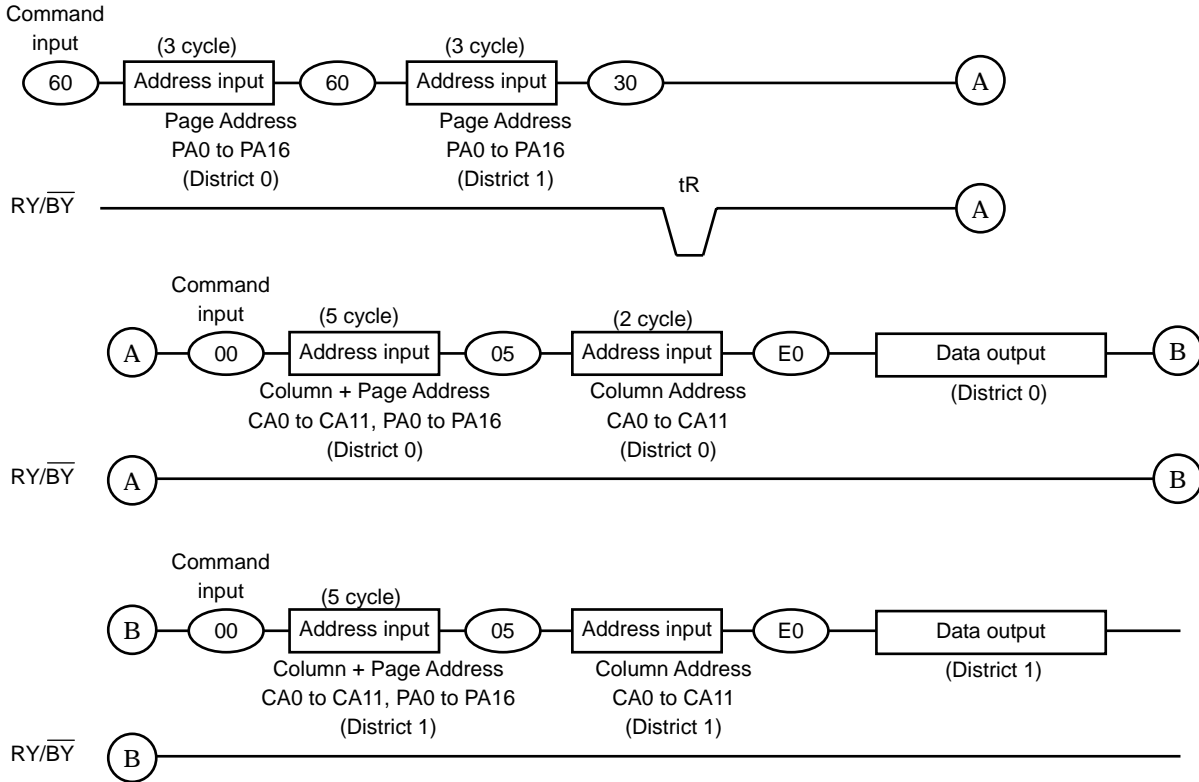 Command
input
(3 cycle)
(3 cycle)
60
Address input
60
Address input
30
A
Page Address
PA0 to PA16
(District 0)
Page Address
PA0 to PA16
(District 1)
tR
RY/BY
A
Command
input
(5 cycle)
(2 cycle)
A
00
Address input
05
Address input
E0
Data output
B
Column + Page Address
CA0 to CA11, PA0 to PA16
(District 0)
Column Address
CA0 to CA11
(District 0)
(District 0)
RY/BY
A
B
Command
input
(5 cycle)
B
00
Address input
05
Address input
E0
Data output
Column + Page Address
CA0 to CA11, PA0 to PA16
(District 1)
Column Address
CA0 to CA11
(District 1)
(District 1)
RY/BY
B